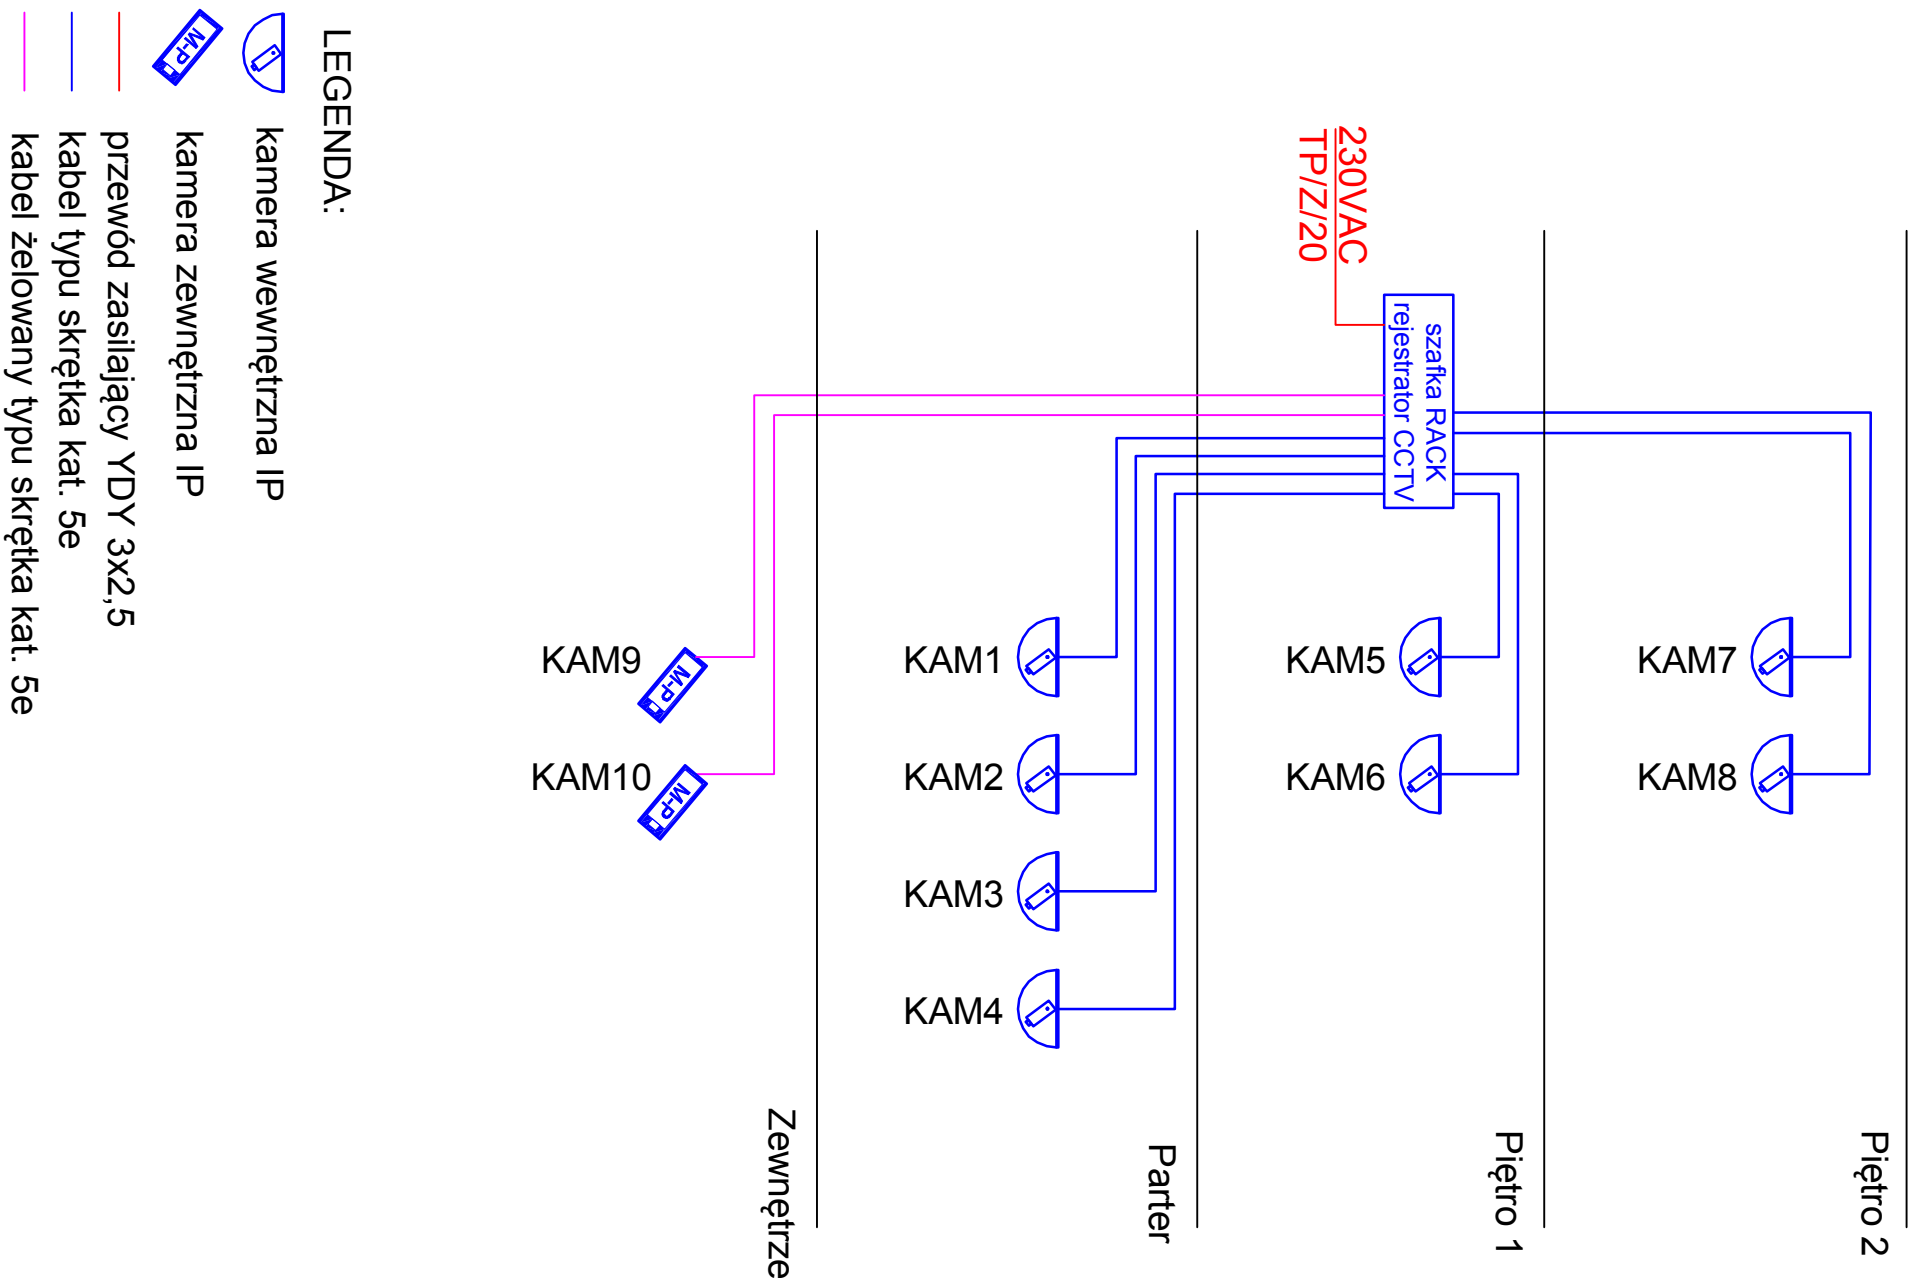 Piętro 2
KAM7
KAM8
Piętro 1
230VAC
TP/Z/20
szafka RACK
rejestrator CCTV
KAM5
KAM6
Parter
KAM1
KAM2
KAM3
KAM4
Zewnętrze
KAM9
M-P
KAM10
M-P
LEGENDA:
kamera wewnętrzna IP
M-P
kamera zewnętrzna IP
przewód zasilający YDY 3x2,5
kabel typu skrętka kat. 5e
kabel żelowany typu skrętka kat. 5e